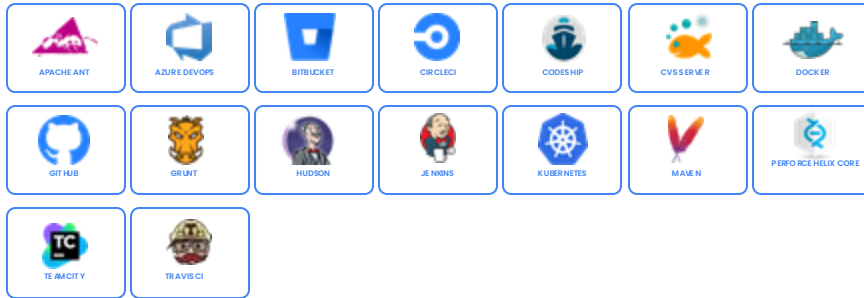 APACHE ANT
AZURE DEVOPS
BITBUCKET
CIRCLECI
CODESHIP
CVS SERVER
DOCKER
GITHUB
GRUNT
HUDSON
JENKINS
KUBERNETES
MAVEN
PERFORCE HELIX CORE
TC
TEAMCITY
TRAVIS CI